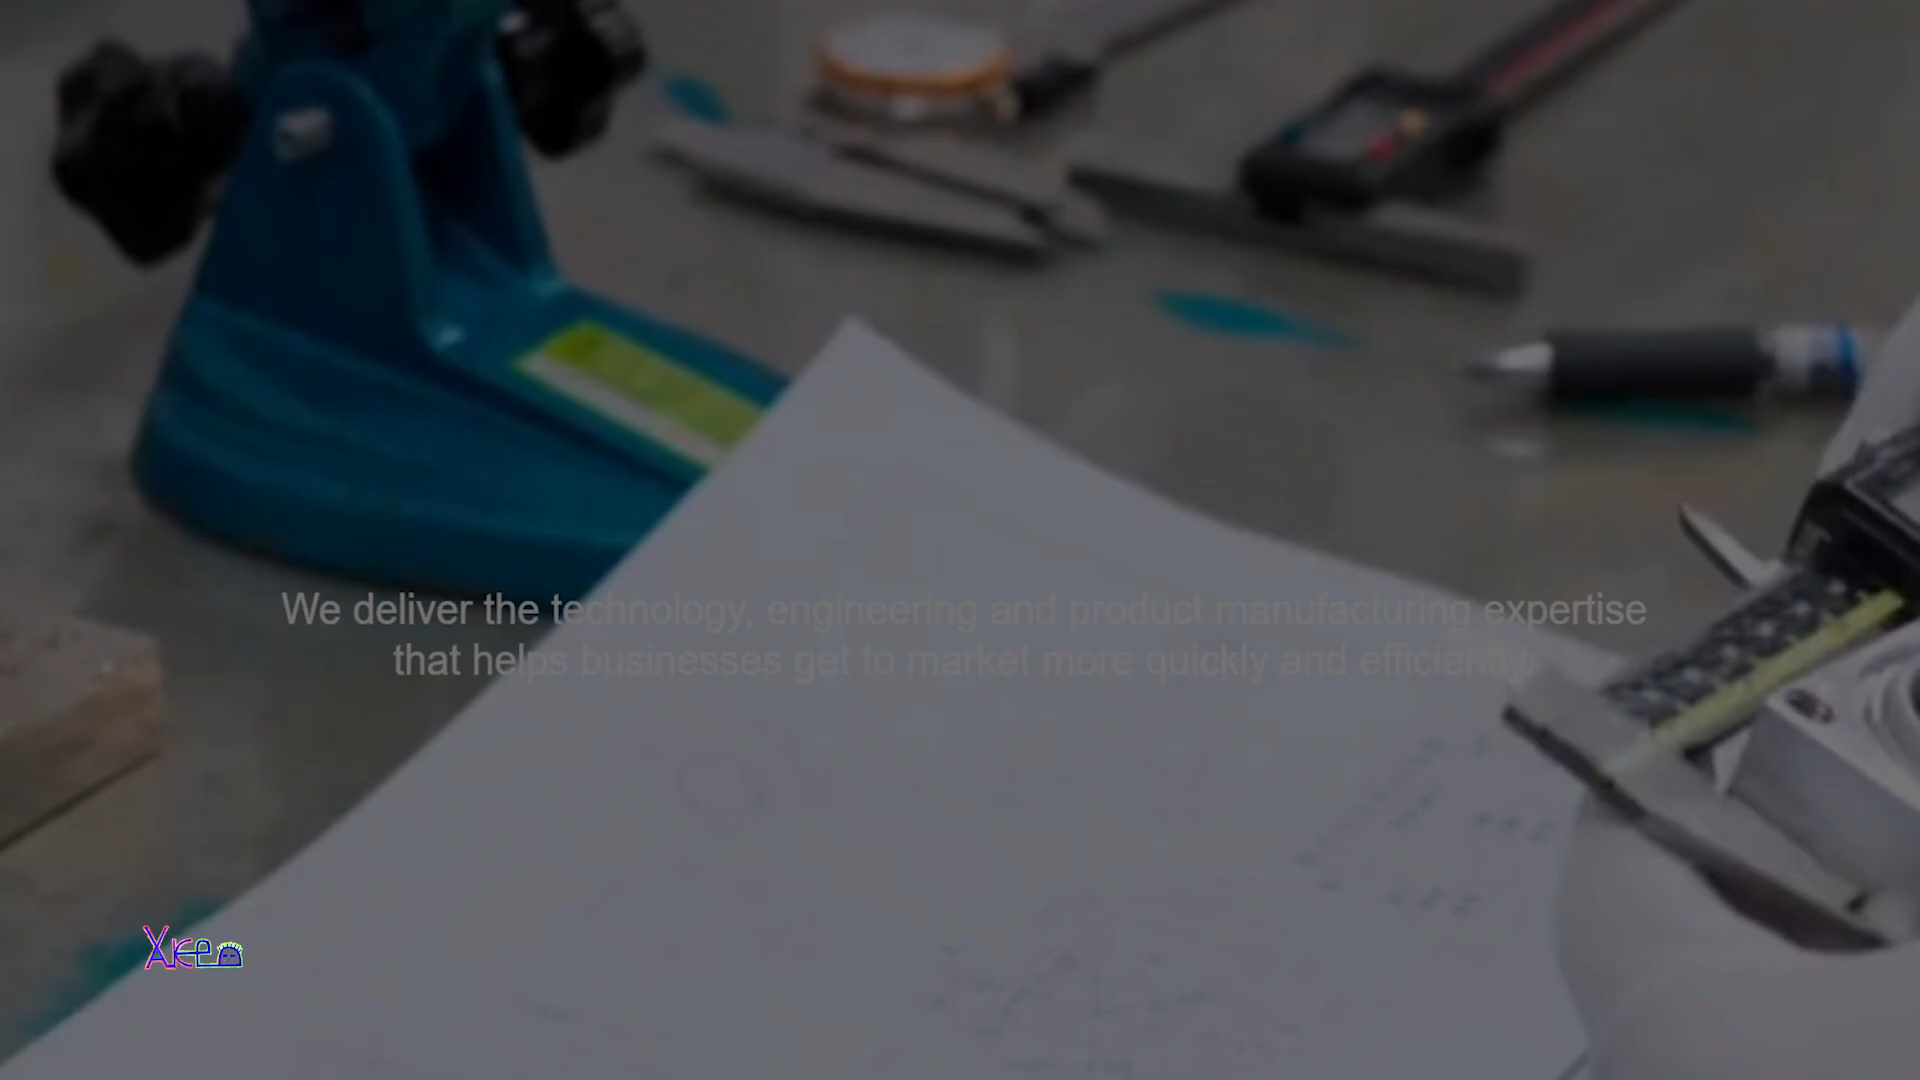 We deliver the technology, engineering and product manufacturing expertise
that helps businesses get to market more quickly and efficiently.